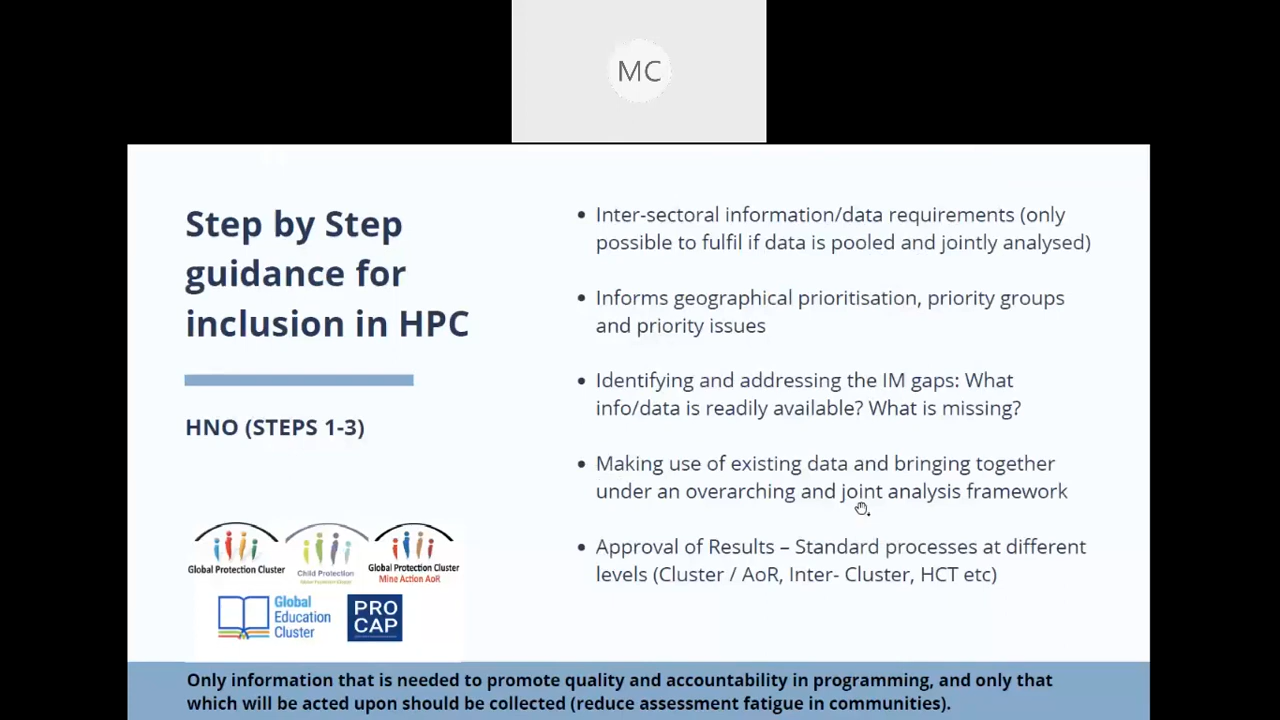 MC
Step by Step
guidance for
inclusion in HPC
HNO (STEPS 1-3)
• Inter-sectoral information/data requirements (only
possible to fulfil if data is pooled and jointly analysed)
• Informs geographical prioritisation, priority groups
and priority issues
• Identifying and addressing the IM gaps: What
info/data is readily available? What is missing?
• Making use of existing data and bringing together
under an overarching and joint analysis framework
• Approval of Results – Standard processes at different
levels (Cluster / AoR, Inter- Cluster, HCT etc)
Global Protection Cluster
Child Protection
Global Protection Cluster
Mine Action AoR
Global
Education
Cluster
PRO
CAP
Only information that is needed to promote quality and accountability in programming, and only that
which will be acted upon should be collected (reduce assessment fatigue in communities).